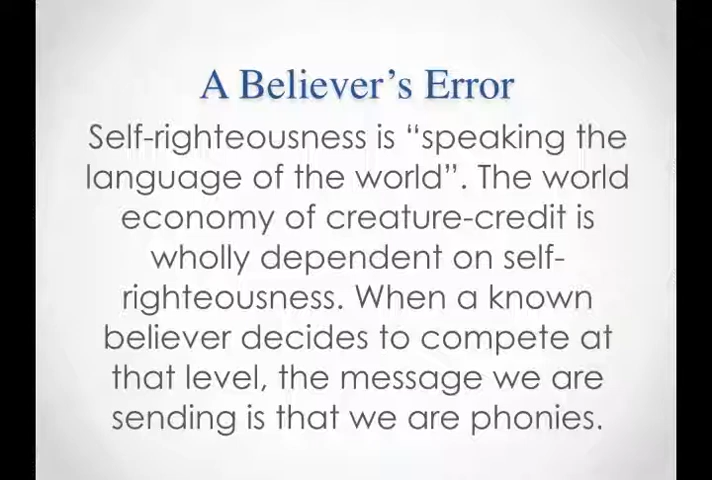 A Believer's Error
Self-righteousness is “speaking the
language of the world”. The world
economy of creature-credit is
wholly dependent on self-
righteousness. When a known
believer decides to compete at
that level, the message we are
sending is that we are phonies.